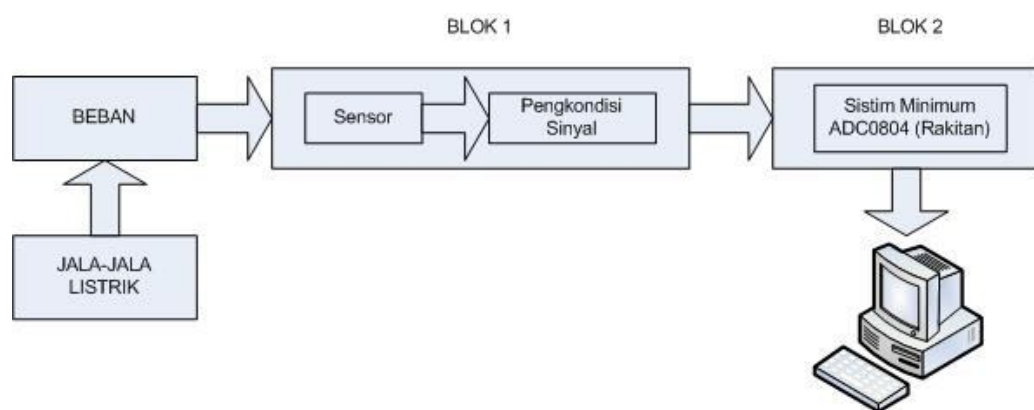 BLOK 1
BLOK 2
BEBAN
Sensor
Pengkondisi
Sinyal
Sistim Minimum
ADC0804 (Rakitan)
JALA-JALA
LISTRIK